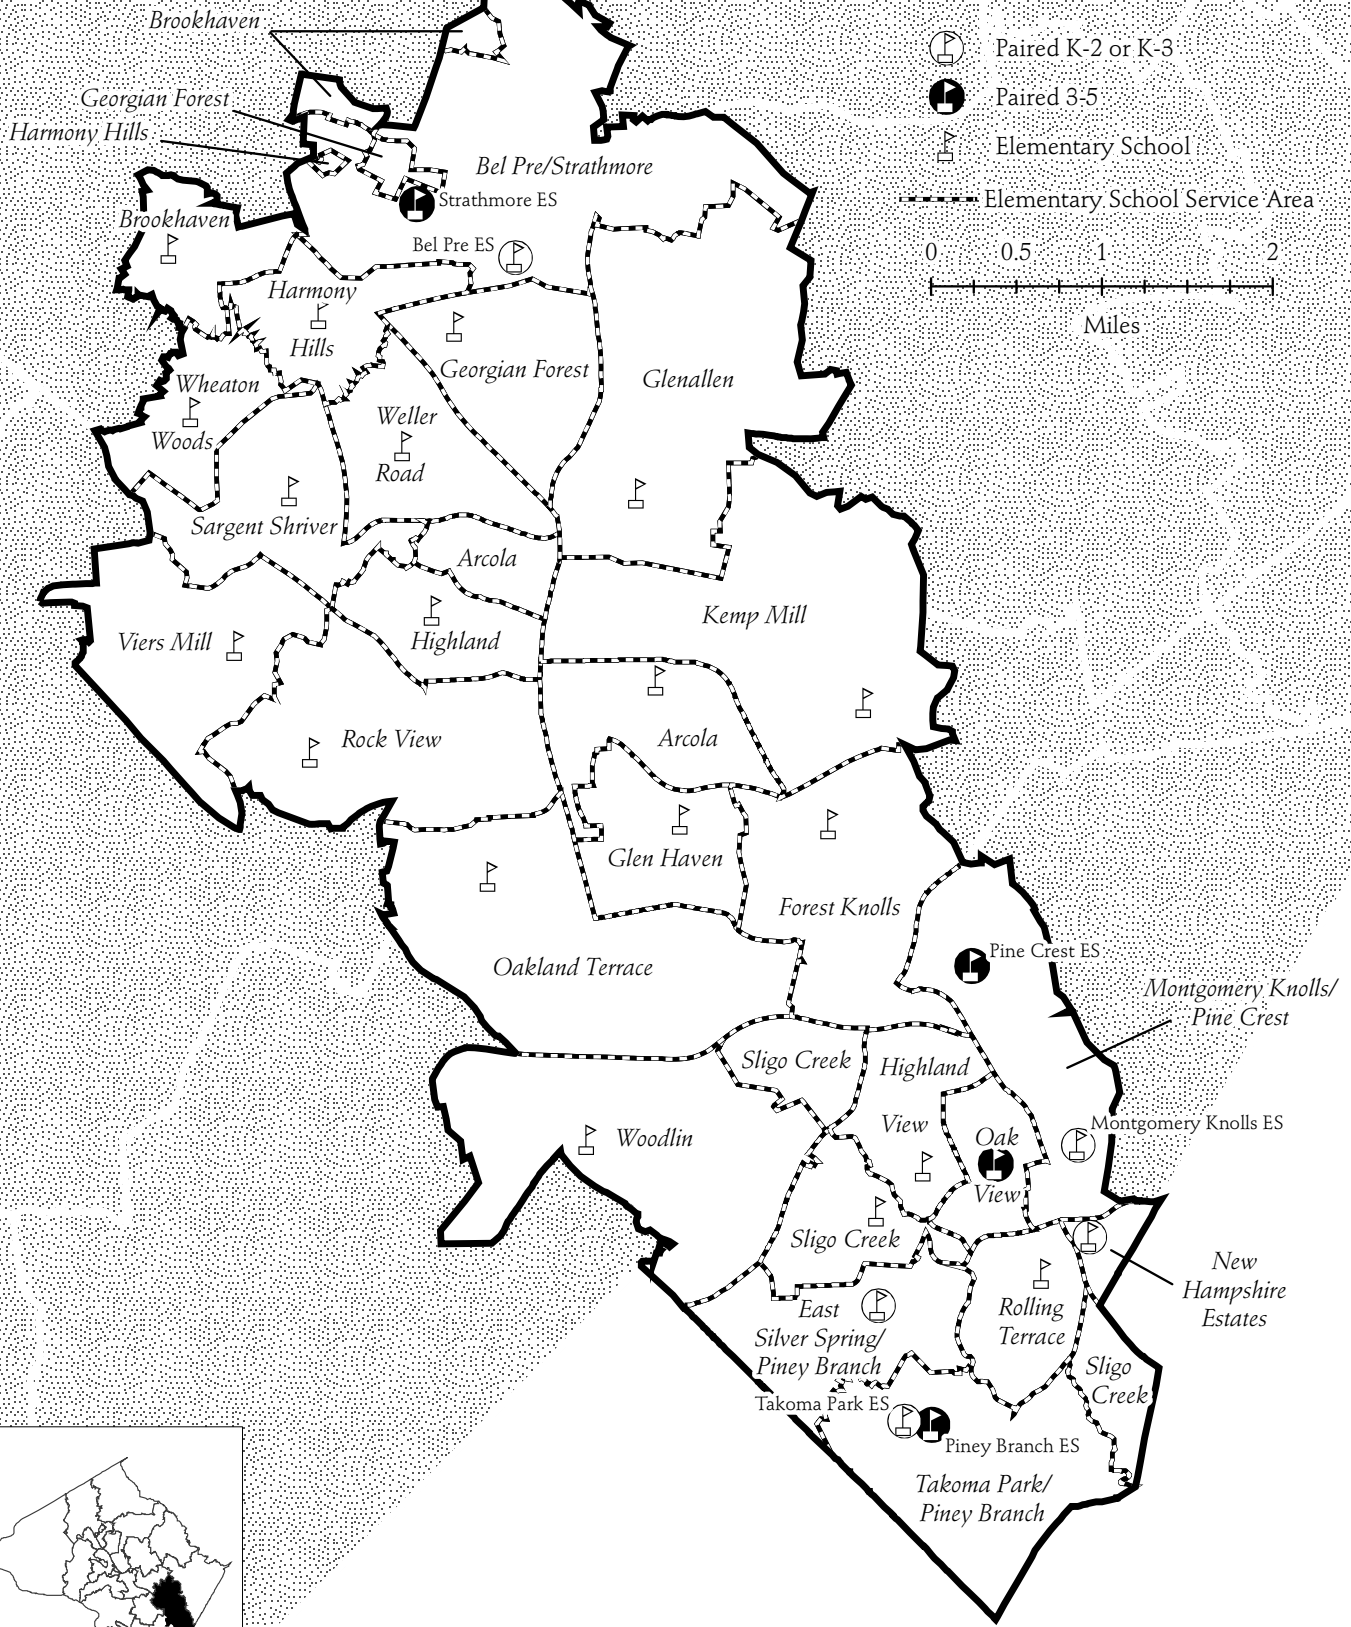 Brookhaven
Paired K-2 or K-3
Georgian Forest
Paired 3-5
Harmony Hills
Elementary School
Bel Pre/Strathmore
Strathmore ES
Elementary School Service Area
Brookhaven
Bel Pre ES
0 0.5 1 2
Miles
Harmony
Hills
Georgian Forest
Glenallen
Wheaton
Woods
Weller
Road
Sargent Shriver
Arcola
Kemp Mill
Viers Mill
Highland
Rock View
Arcola
Glen Haven
Forest Knolls
Pine Crest ES
Oakland Terrace
Montgomery Knolls/
Pine Crest
Sligo Creek
Highland
View
Montgomery Knolls ES
Woodlin
Oak
View
Sligo Creek
New
Hampshire
Estates
East
Silver Spring/
Piney Branch
Rolling
Terrace
Sligo
Creek
Takoma Park ES
Piney Branch ES
Takoma Park/
Piney Branch